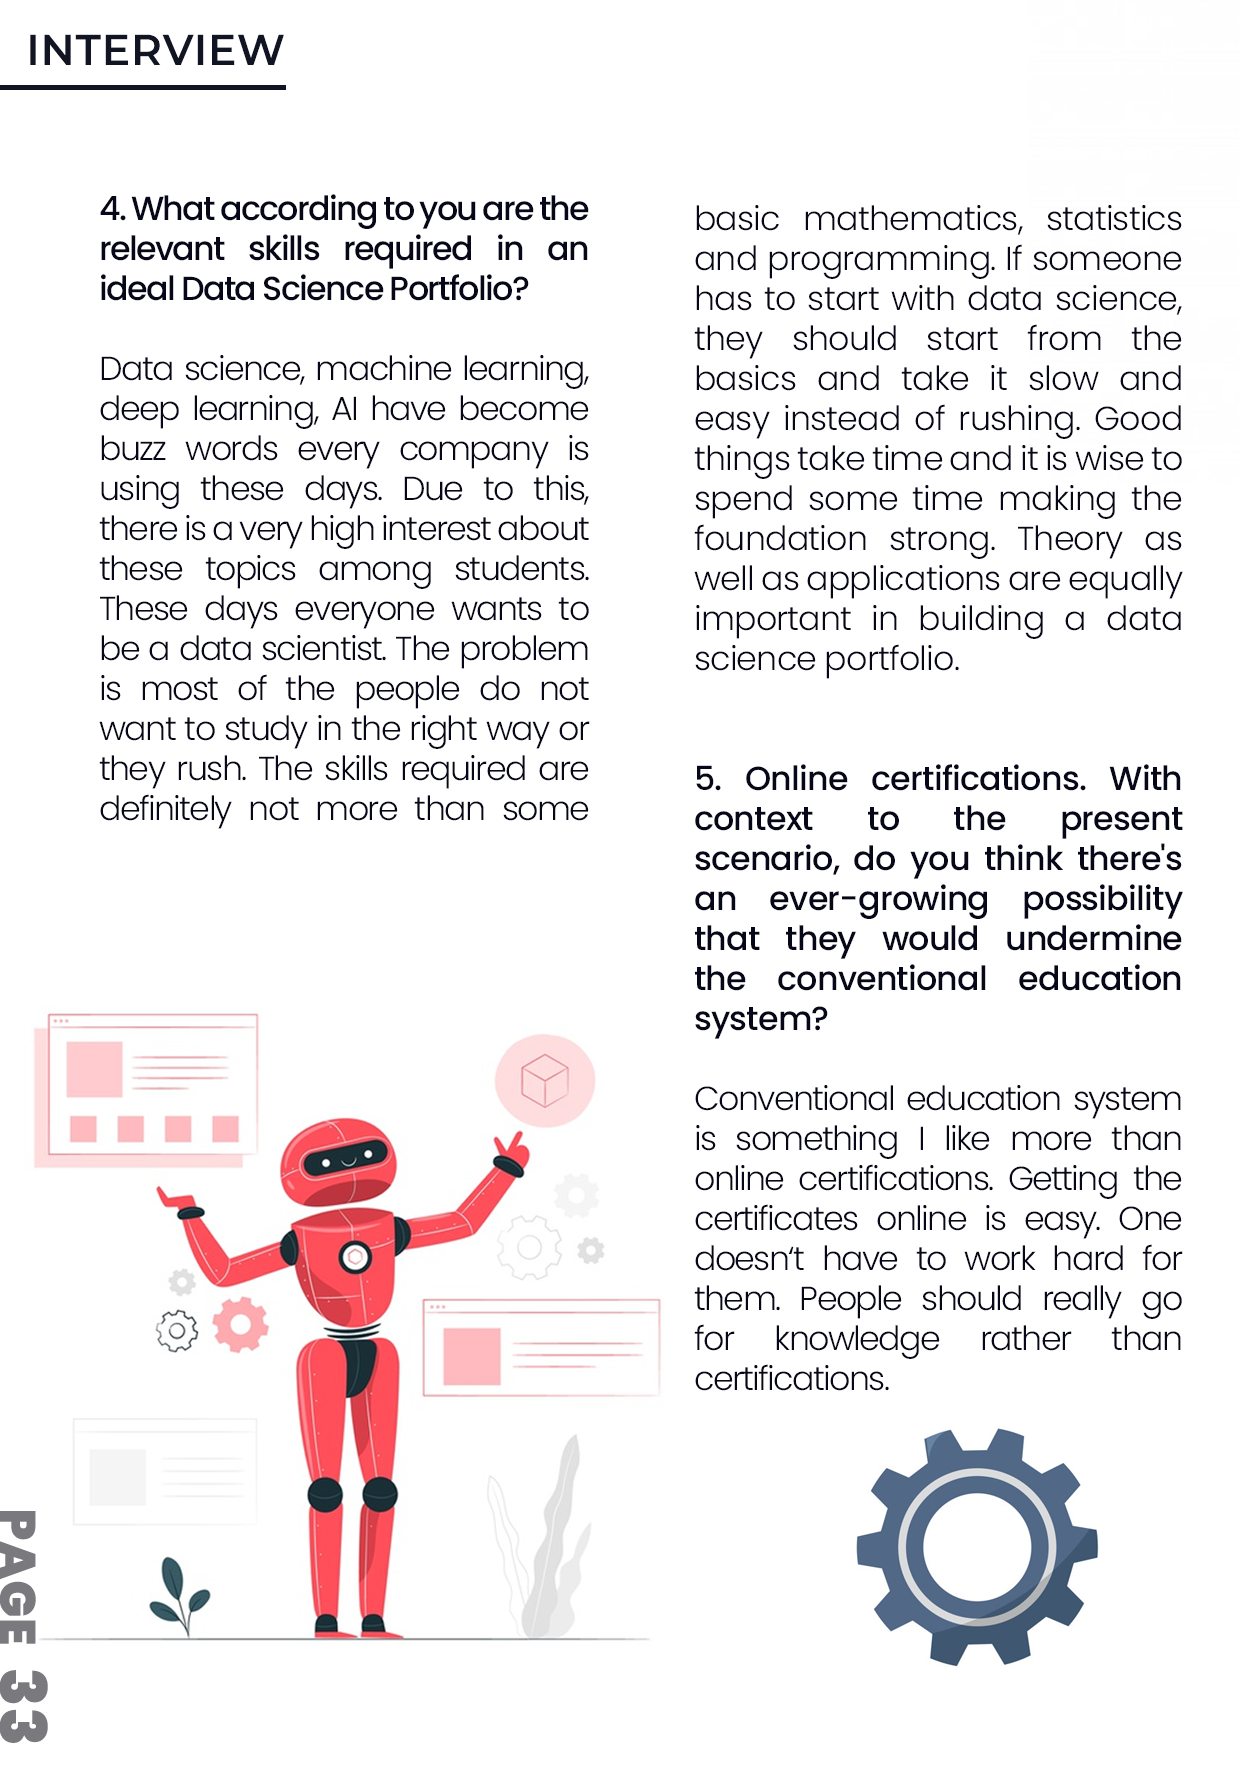 INTERVIEW
4. What according to you are the
relevant skills required in an
ideal Data Science Portfolio?
Data science, machine learning,
deep learning, AI have become
buzz words every company is
using these days. Due to this,
there is a very high interest about
these topics among students.
These days everyone wants to
be a data scientist. The problem
is most of the people do not
want to study in the right way or
they rush. The skills required are
definitely not more than some
basic mathematics, statistics
and programming. If someone
has to start with data science,
they should start from the
basics and take it slow and
easy instead of rushing. Good
things take time and it is wise to
spend some time making the
foundation strong. Theory as
well as applications are equally
important in building a data
science portfolio.
5. Online certifications. With
context to the present
scenario, do you think there's
an ever-growing possibility
that they would undermine
the conventional education
system?
Conventional education system
is something I like more than
online certifications. Getting the
certificates online is easy. One
doesn‘t have to work hard for
them. People should really go
for knowledge rather than
certifications.
PAGE 33